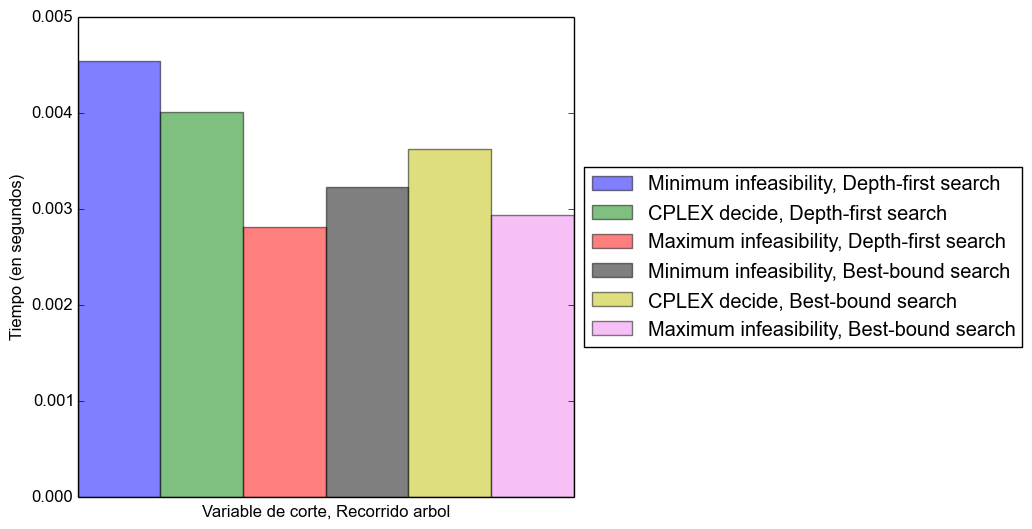 0.005
0.004
0.003
0.002
0.001
0.000
Tiempo (en segundos)
Variable de corte, Recorrido arbol
Minimum infeasibility, Depth-first search
CPLEX decide, Depth-first search
Maximum infeasibility, Depth-first search
Minimum infeasibility, Best-bound search
CPLEX decide, Best-bound search
Maximum infeasibility, Best-bound search